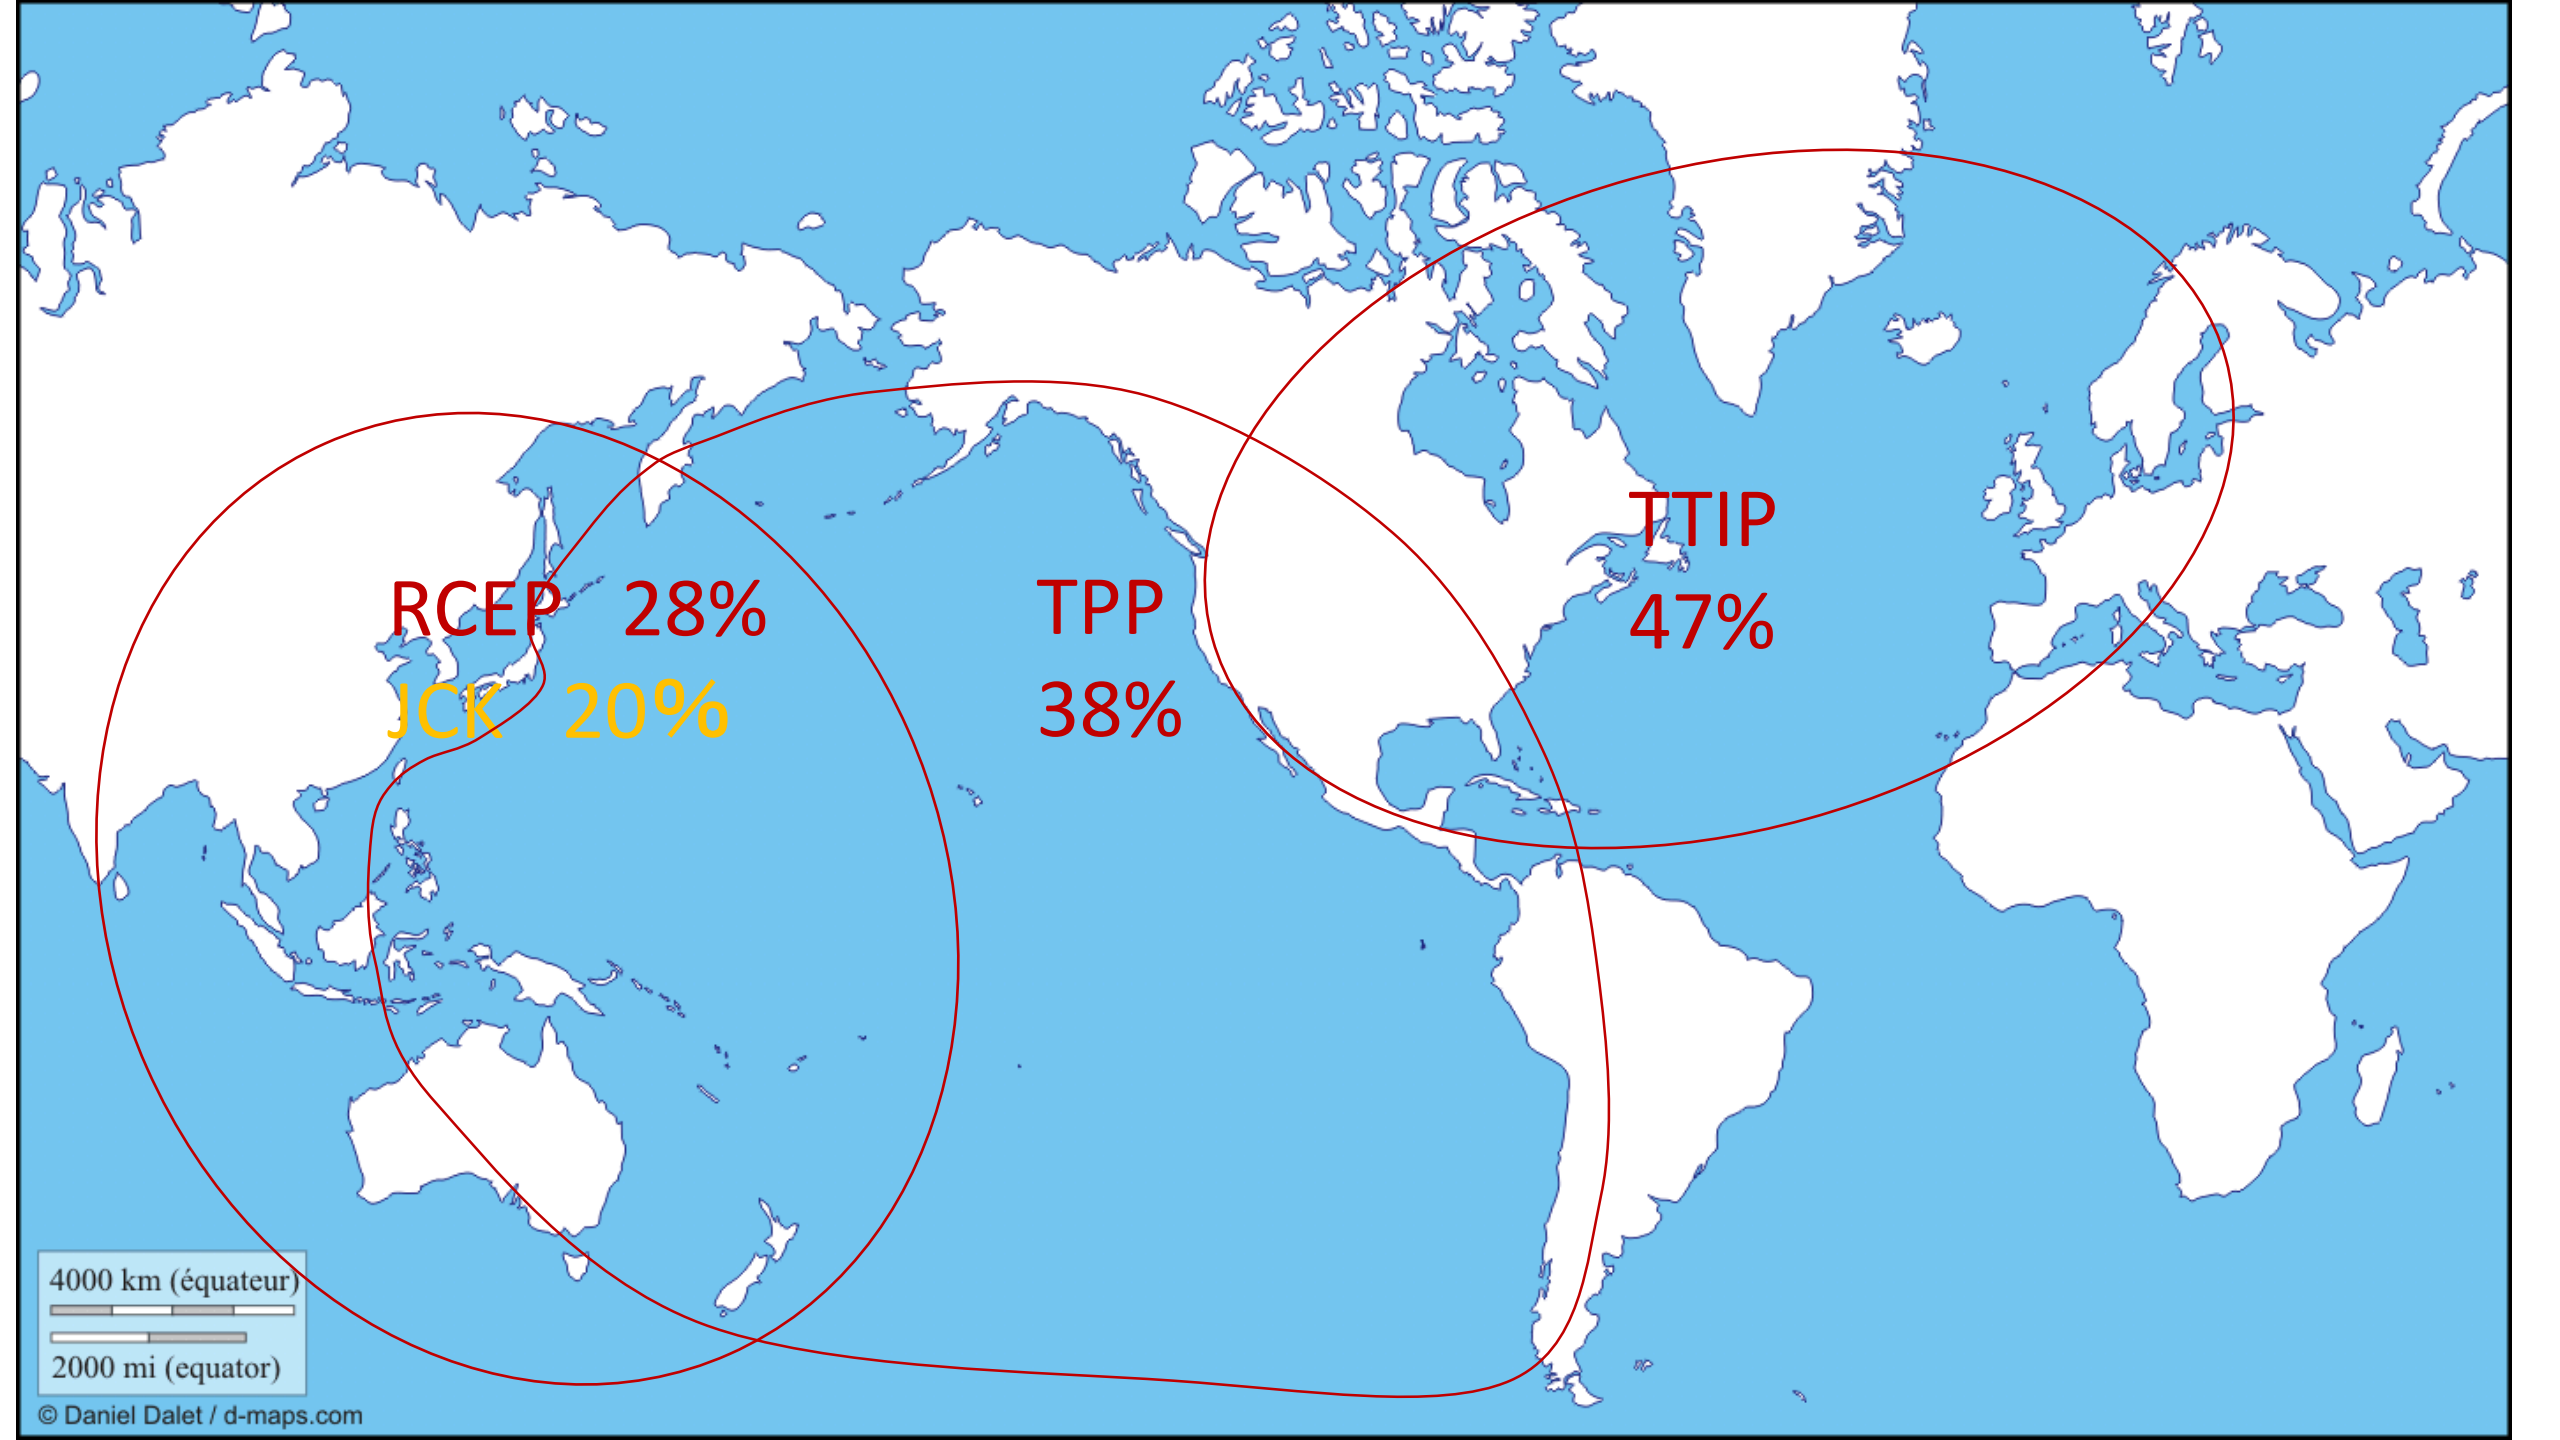 TTIP
47%
RCEP 28%
JCK 20%
TPP
38%
4000 km (équateur)
2000 mi (equator)
© Daniel Dalet / d-maps.com